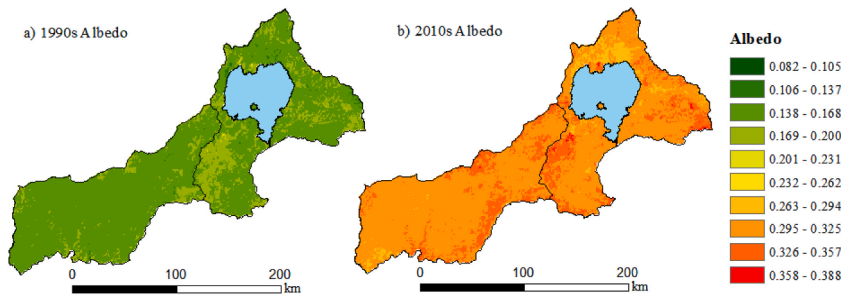 a) 1990s Albedo
b) 2010s Albedo
Albedo
0.082 - 0.105
0.106 - 0.137
0.138 - 0.168
0.169 - 0.200
0.201 - 0.231
0.232 - 0.262
0.263 - 0.294
0.295 - 0.325
0.326 - 0.357
0.358 - 0.388
0 100 200
km
0 100 200
km